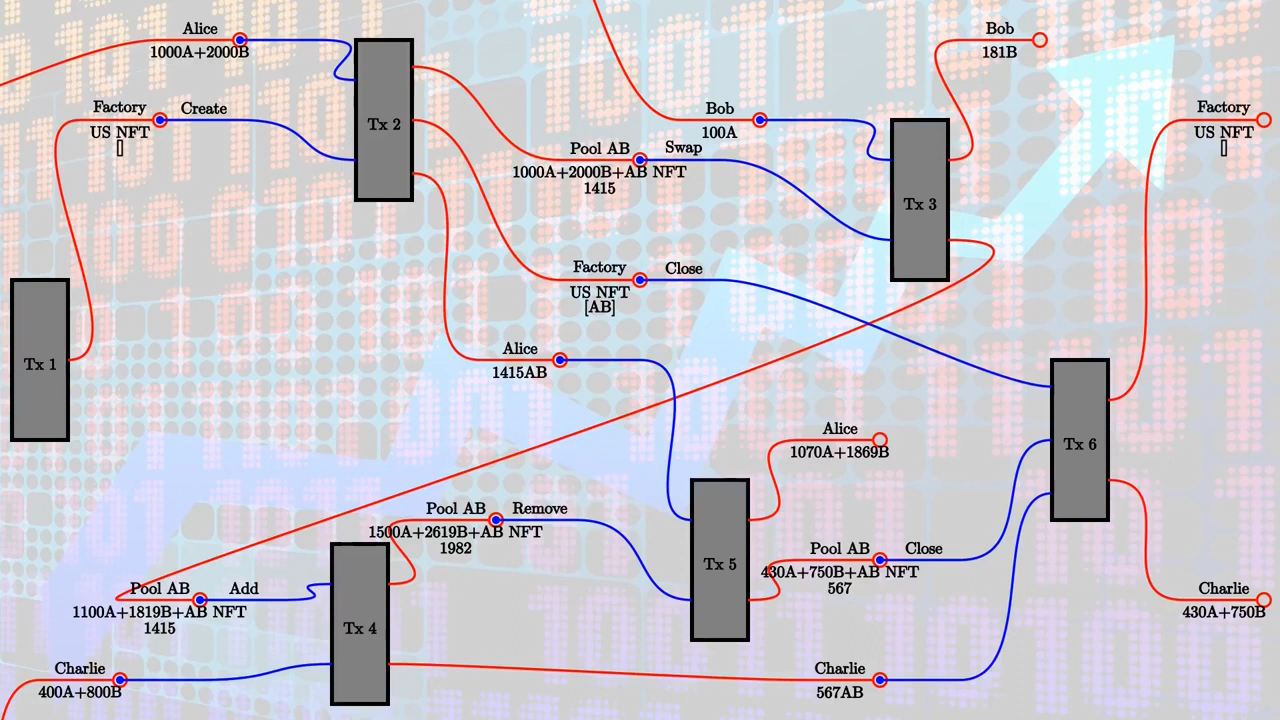 Alice
1000A+2000B
Factory
US NFT
[]
Create
Tx 1
Tx 2
Bob
100A
Pool AB
1000A+2000B+AB NFT
1415
Swap
Factory
US NFT
[AB]
Close
Alice
1415AB
Tx 3
Bob
181B
Factory
US NFT
[]
Pool AB
1100A+1819B+AB NFT
1415
Add
Charlie
400A+800B
Tx 4
Pool AB
1500A+2619B+AB NFT
1982
Remove
Tx 5
Alice
1070A+1869B
Pool AB
430A+750B+AB NFT
567
Close
Charlie
567AB
Tx 6
Charlie
430A+750B